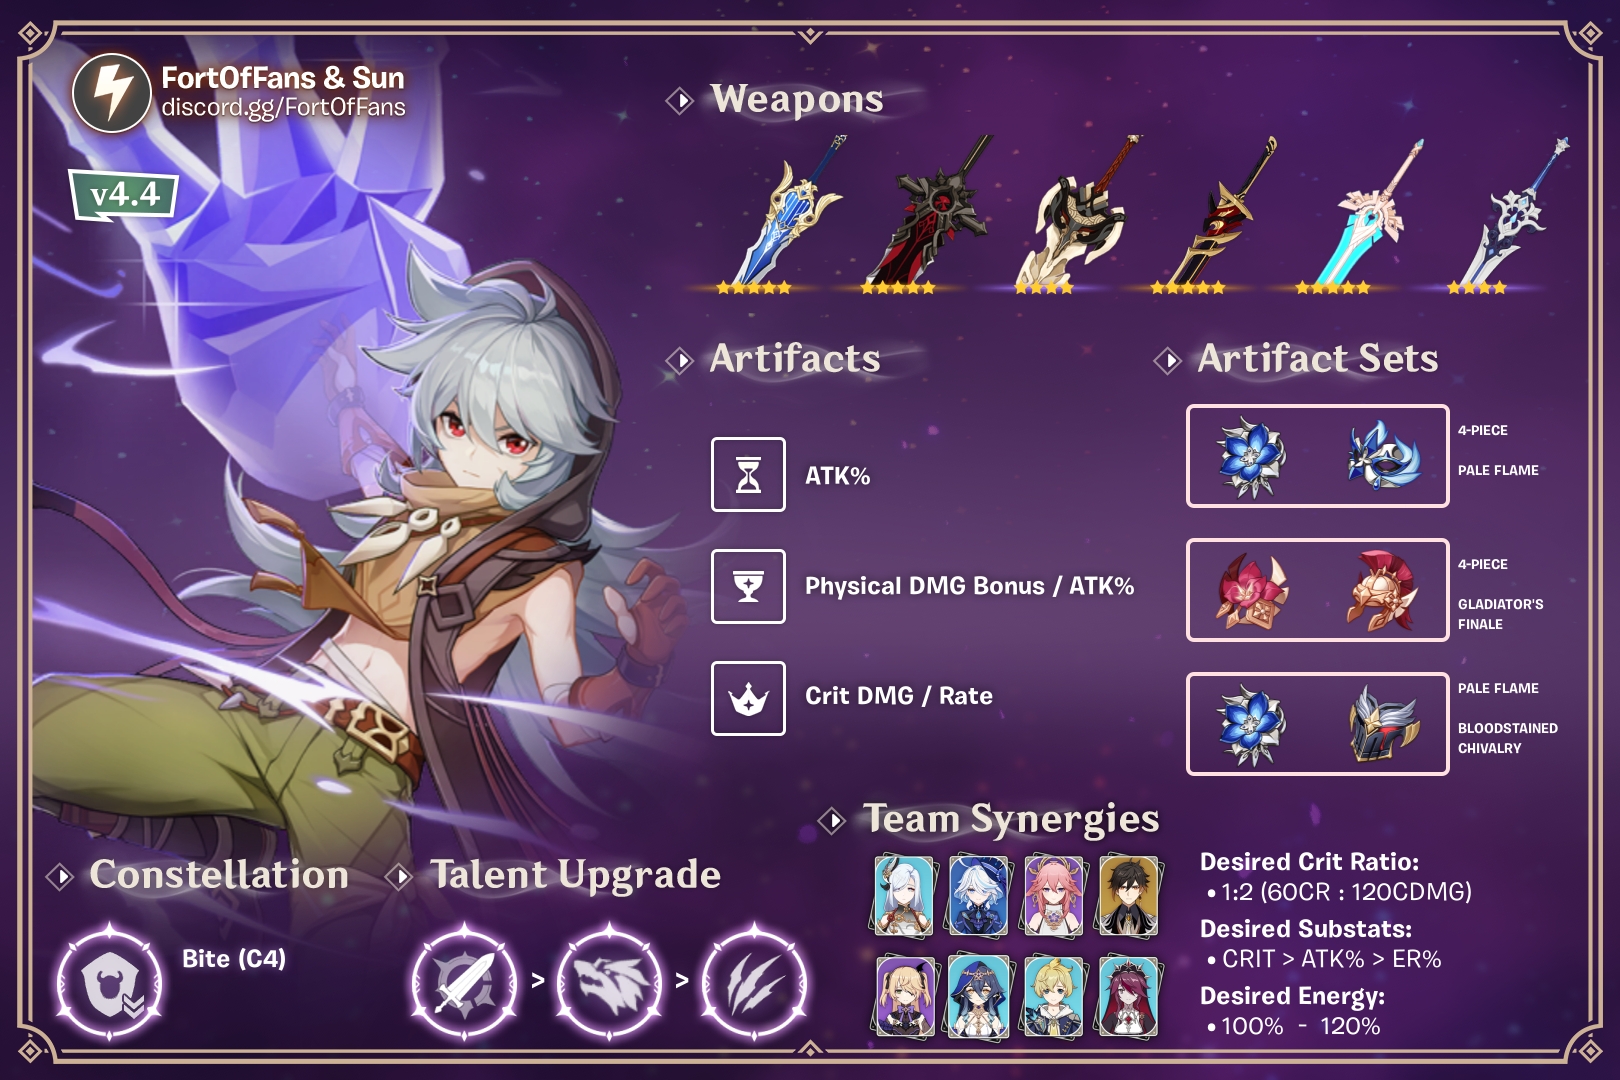 FortOfFans & Sun
discord.gg/FortOfFans
v4.4
Weapons
Artifacts
ATK%
Physical DMG Bonus / ATK%
Crit DMG / Rate
Artifact Sets
4-PIECE
PALE FLAME
4-PIECE
GLADIATOR'S
FINALE
PALE FLAME
BLOODSTAINED
CHIVALRY
Constellation
Bite (C4)
Talent Upgrade
> >
Team Synergies
Desired Crit Ratio:
• 1:2 (60CR : 120CDMG)
Desired Substats:
• CRIT > ATK% > ER%
Desired Energy:
• 100% - 120%